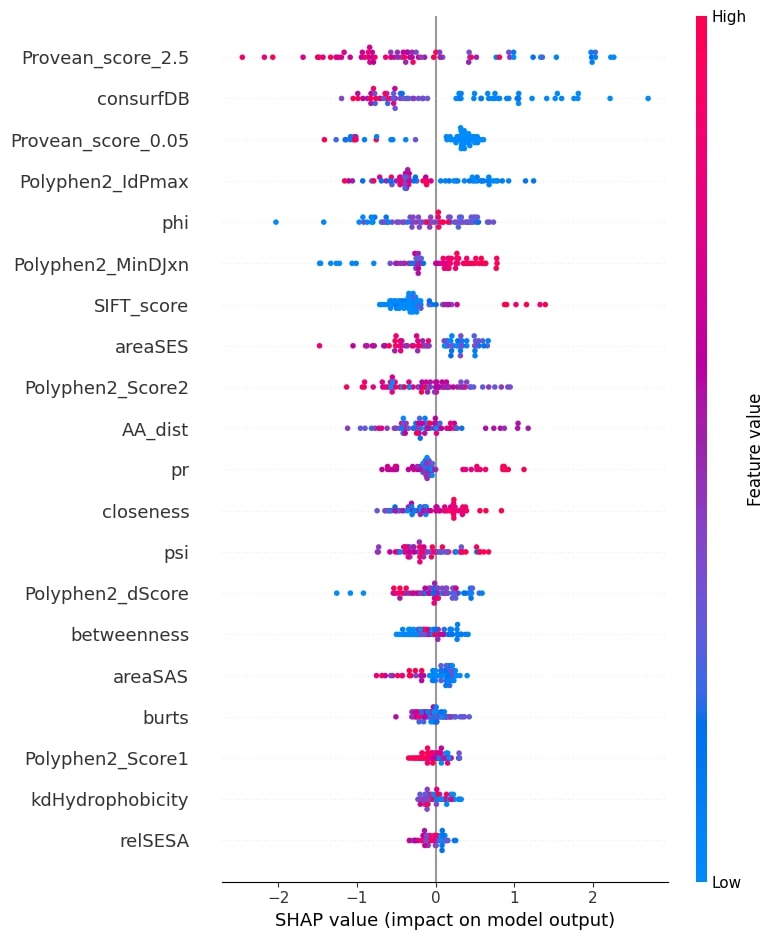 High
Provean_score_2.5
consurfDB
Provean_score_0.05
Polyphen2_IdPmax
phi
Polyphen2_MinDJxn
SIFT_score
areaSES
Polyphen2_Score2
AA_dist
pr
closeness
psi
Polyphen2_dScore
betweenness
areaSAS
burts
Polyphen2_Score1
kdHydrophobicity
relSESA
Feature value
Low
−2 −1 0 1 2
SHAP value (impact on model output)